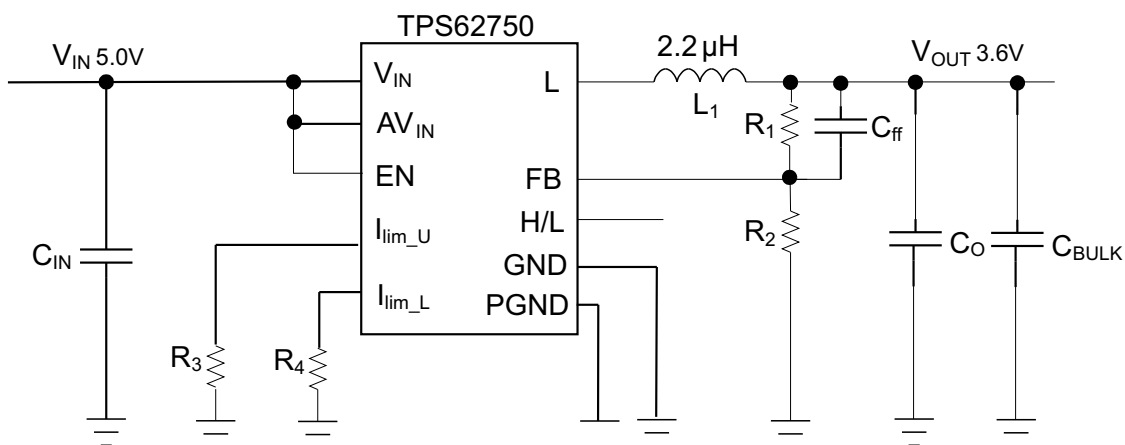 TPS62750
V_IN 5.0V
2.2 µH
V_OUT 3.6V
V_IN
L
L_1
AV_IN
R_1
C_ff
EN
FB
I_lim_U
H/L
R_2
C_IN
GND
C_O
C_BULK
I_lim_L
PGND
R_3
R_4